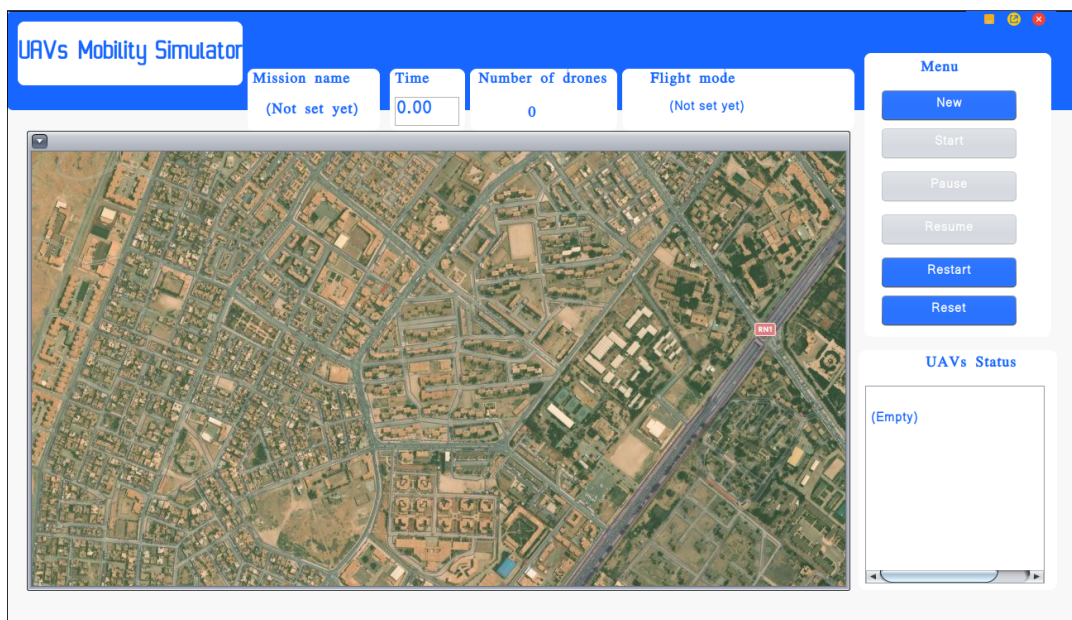 UAVs Mobility Simulator
Mission name
(Not set yet)
Time
0.00
Number of drones
0
Flight mode
(Not set yet)
Menu
New
Start
Pause
Resume
Restart
Reset
RN1
UAVs Status
(Empty)